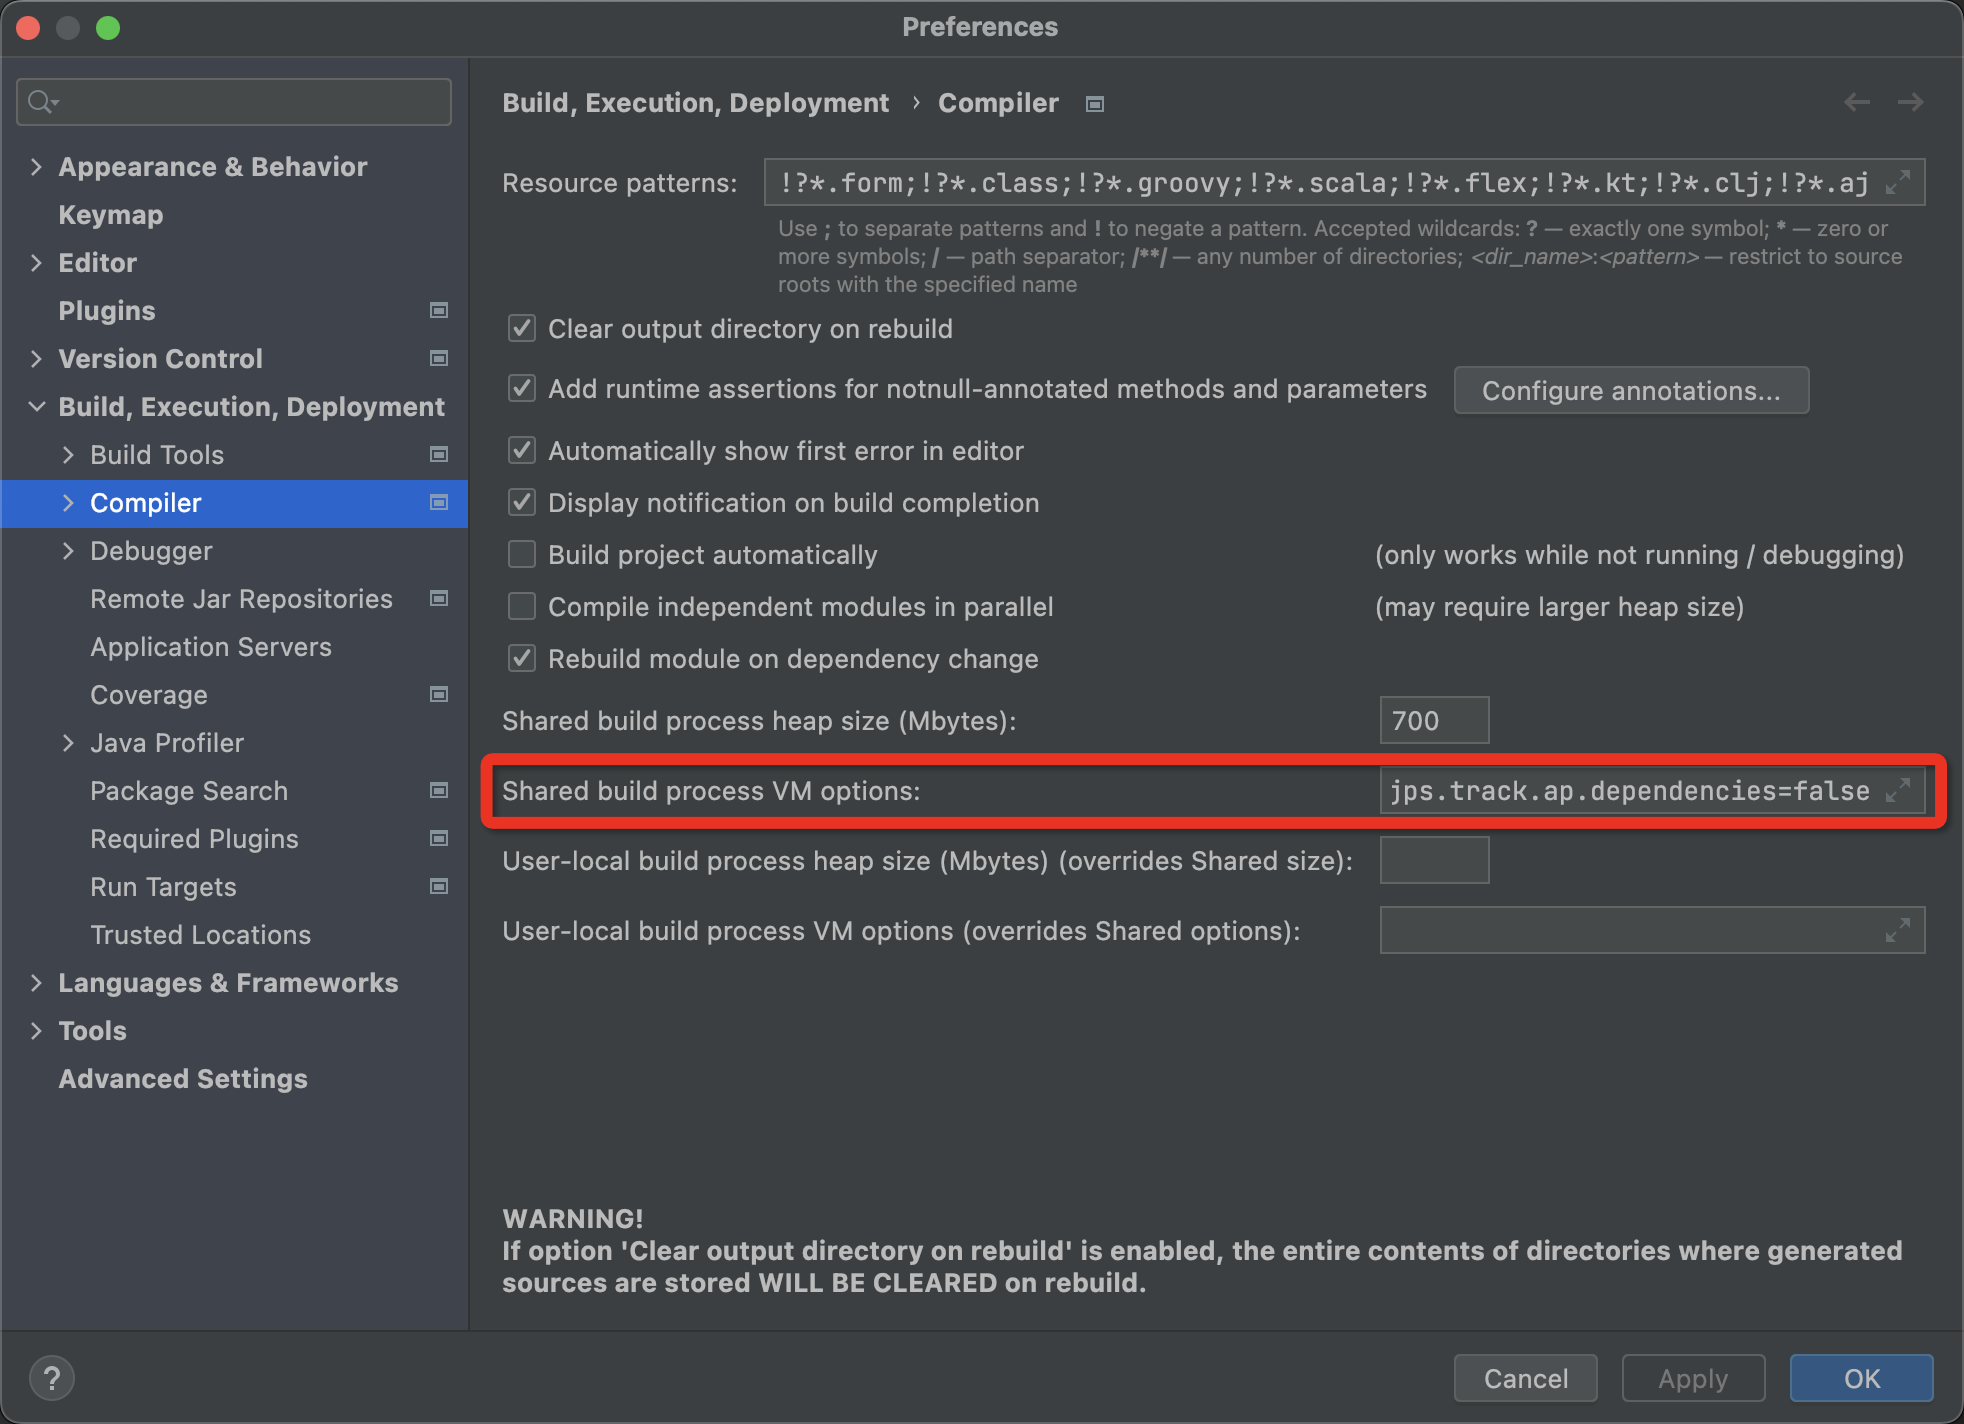 Preferences
Appearance & Behavior
Keymap
Editor
Plugins
Version Control
Build, Execution, Deployment
Build Tools
Compiler
Debugger
Remote Jar Repositories
Application Servers
Coverage
Java Profiler
Package Search
Required Plugins
Run Targets
Trusted Locations
Languages & Frameworks
Tools
Advanced Settings
Build, Execution, Deployment › Compiler
Resource patterns: !?*.form;!?*.class;!?*.groovy;!?*.scala;!?*.flex;!?*.kt;!?*.clj;!?*.aj
Use ; to separate patterns and ! to negate a pattern. Accepted wildcards: ? — exactly one symbol; * — zero or
more symbols; / — path separator; /**/ — any number of directories; <dir_name>:<pattern> — restrict to source
roots with the specified name
Clear output directory on rebuild
Add runtime assertions for notnull-annotated methods and parameters Configure annotations...
Automatically show first error in editor
Display notification on build completion
Build project automatically (only works while not running / debugging)
Compile independent modules in parallel (may require larger heap size)
Rebuild module on dependency change
Shared build process heap size (Mbytes): 700
Shared build process VM options: jps.track.ap.dependencies=false
User-local build process heap size (Mbytes) (overrides Shared size):
User-local build process VM options (overrides Shared options):
WARNING!
If option 'Clear output directory on rebuild' is enabled, the entire contents of directories where generated
sources are stored WILL BE CLEARED on rebuild.
? Cancel Apply OK